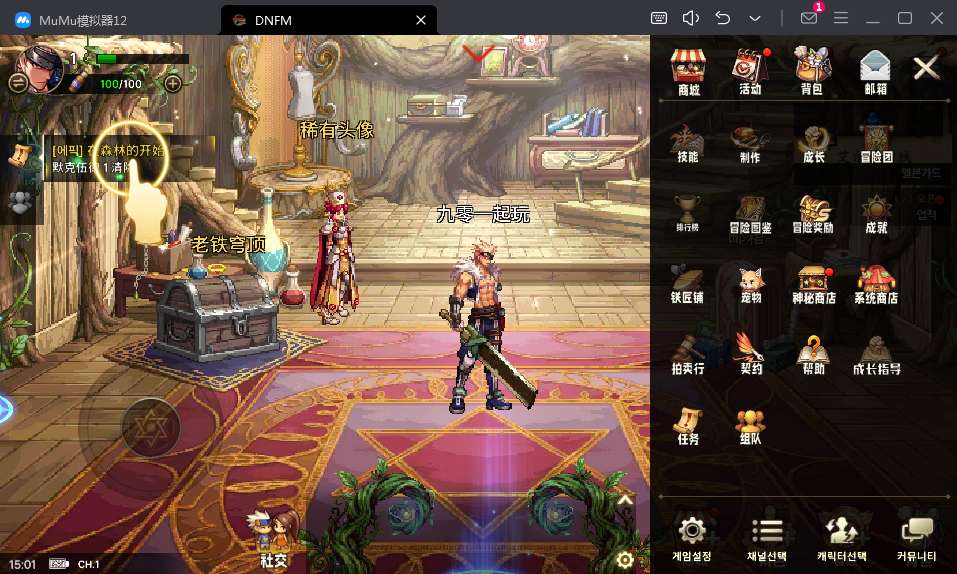 MuMu模拟器12
DNFM
1
1
100/100
稀有头像
[에픽] 在森林的开始
默克伍德 1 清除
九零一起玩
老铁穹顶
商城
活动
背包
邮箱
技能
制作
成长
冒险团
엘븐가드
排行榜
冒险图鉴
冒险奖励
成就
铁匠铺
宠物
神秘商店
系统商店
拍卖行
契约
帮助
成长指导
任务
组队
社交
게임설정
채널선택
캐릭터선택
커뮤니티
15:01
CH.1